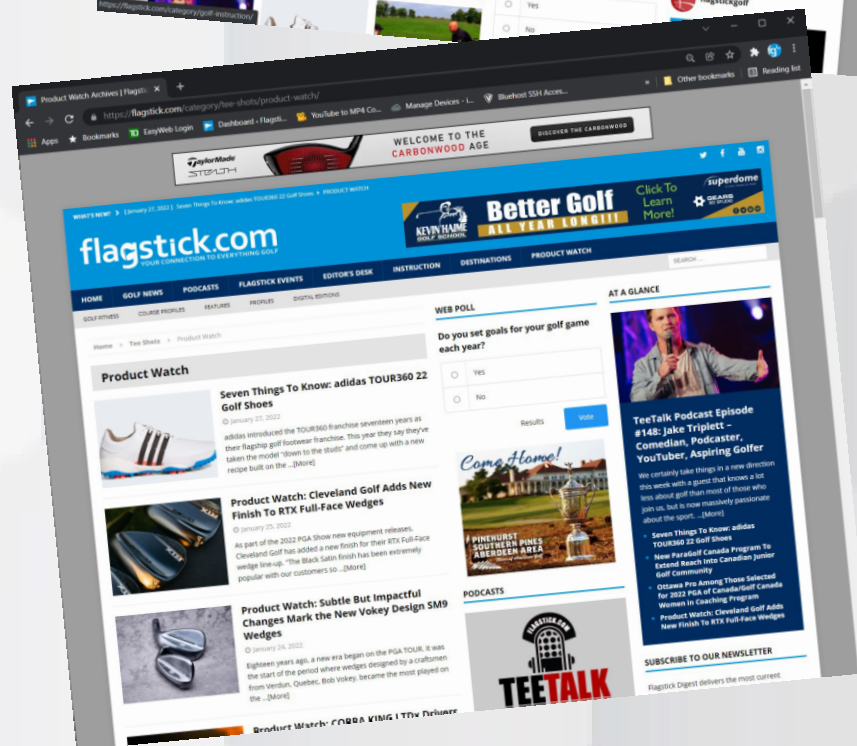 https://flagstick.com/category/golf-instruction/
Yes
No
flagstickgolf
Product Watch Archives | Flagsti
https://flagstick.com/category/tee-shots/product-watch/
Apps
Bookmarks
EasyWeb Login
Dashboard ‹ Flagsti...
YouTube to MP4 Co...
Manage Devices - i...
Bluehost SSH Acces...
Other bookmarks
Reading list
TaylorMade
STEALTH
WELCOME TO THE
CARBONWOOD AGE
DISCOVER THE CARBONWOOD
WHAT'S NEW?
[ January 27, 2022 ] Seven Things To Know: adidas TOUR360 22 Golf Shoes
PRODUCT WATCH
flagstick.com
YOUR CONNECTION TO EVERYTHING GOLF
KEVIN HAIME
GOLF SCHOOL
Better Golf
ALL YEAR LONG!!!
Click To
Learn
More!
superdome
GEARS
HOME
GOLF NEWS
PODCASTS
FLAGSTICK EVENTS
EDITOR'S DESK
INSTRUCTION
DESTINATIONS
PRODUCT WATCH
GOLF FITNESS
COURSE PROFILES
FEATURES
PROFILES
DIGITAL EDITIONS
SEARCH ...
Home
Tee Shots
Product Watch
Product Watch
Seven Things To Know: adidas TOUR360 22
Golf Shoes
January 27, 2022
adidas introduced the TOUR360 franchise seventeen years as
their flagship golf footwear franchise. This year they say they've
taken the model "down to the studs" and come up with a new
recipe built on the ...[More]
Product Watch: Cleveland Golf Adds New
Finish To RTX Full-Face Wedges
January 25, 2022
As part of the 2022 PGA Show new equipment releases,
Cleveland Golf has added a new finish for their RTX Full-Face
wedge line-up. "The Black Satin finish has been extremely
popular with our customers so ...[More]
Product Watch: Subtle But Impactful
Changes Mark the New Vokey Design SM9
Wedges
January 24, 2022
Eighteen years ago, a new era began on the PGA TOUR. It was
the start of the period where wedges designed by a craftsmen
from Verdun, Quebec, Bob Vokey, became the most played on
the ...[More]
Product Watch: COBRA KING LTDx Drivers
WEB POLL
Do you set goals for your golf game
each year?
Yes
No
Results
Vote
Come Home!
PINEHURST
SOUTHERN PINES
ABERDEEN AREA
PODCASTS
FLAGSTICK.COM
TEETALK
AT A GLANCE
TeeTalk Podcast Episode
#148: Jake Triplett –
Comedian, Podcaster,
YouTuber, Aspiring Golfer
We certainly take things in a new direction
this week with a guest that knows a lot
less about golf than most of those who
join us, but is now massively passionate
about the sport. ...[More]
Seven Things To Know: adidas
TOUR360 22 Golf Shoes
New ParaGolf Canada Program To
Extend Reach Into Canadian Junior
Golf Community
Ottawa Pro Among Those Selected
for 2022 PGA of Canada/Golf Canada
Women in Coaching Program
Product Watch: Cleveland Golf Adds
New Finish To RTX Full-Face Wedges
SUBSCRIBE TO OUR NEWSLETTER
Flagstick Digest delivers the most current